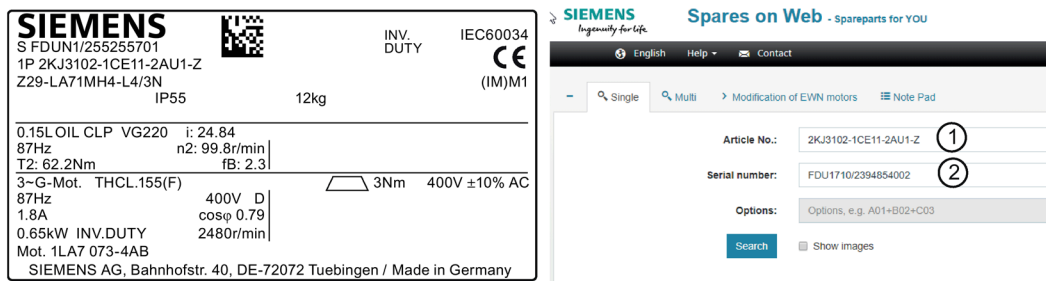 SIEMENS
S FDUN1/255255701
1P 2KJ3102-1CE11-2AU1-Z
Z29-LA71MH4-L4/3N
INV. IEC60034
DUTY
CE
(IM)M1
IP55 12kg
0.15L OIL CLP VG220 i: 24.84
87Hz n2: 99.8r/min
T2: 62.2Nm fB: 2.3
3~G-Mot. THCL.155(F) 3Nm 400V ±10% AC
87Hz 400V D
1.8A cosφ 0.79
0.65kW INV.DUTY 2480r/min
Mot. 1LA7 073-4AB
SIEMENS AG, Bahnhofstr. 40, DE-72072 Tuebingen / Made in Germany
SIEMENS
Ingenuity for life
Spares on Web - Spareparts for YOU
English Help Contact
Single Multi Modification of EWN motors Note Pad
Article No.: 2KJ3102-1CE11-2AU1-Z 1
Serial number: FDU1710/2394854002 2
Options: Options, e.g. A01+B02+C03
Search Show images